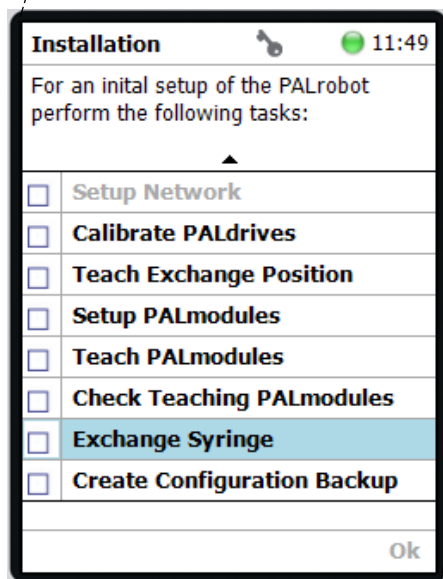 Installation 11:49
For an inital setup of the PALrobot
perform the following tasks:
Setup Network
Calibrate PALdrives
Teach Exchange Position
Setup PALmodules
Teach PALmodules
Check Teaching PALmodules
Exchange Syringe
Create Configuration Backup
Ok